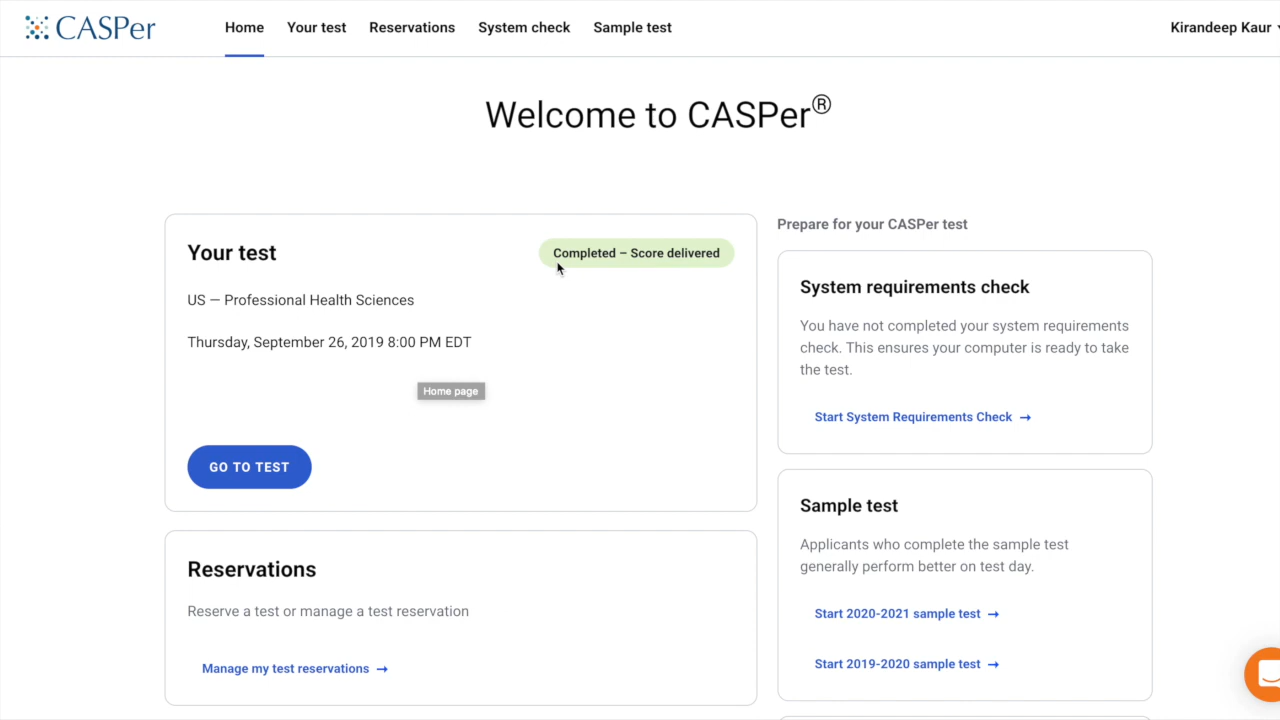 CASPer
Home
Your test
Reservations
System check
Sample test
Kirandeep Kaur
Welcome to CASPer®
Your test
Completed – Score delivered
US — Professional Health Sciences
Thursday, September 26, 2019 8:00 PM EDT
Home page
GO TO TEST
Reservations
Reserve a test or manage a test reservation
Manage my test reservations →
Prepare for your CASPer test
System requirements check
You have not completed your system requirements
check. This ensures your computer is ready to take
the test.
Start System Requirements Check →
Sample test
Applicants who complete the sample test
generally perform better on test day.
Start 2020-2021 sample test →
Start 2019-2020 sample test →